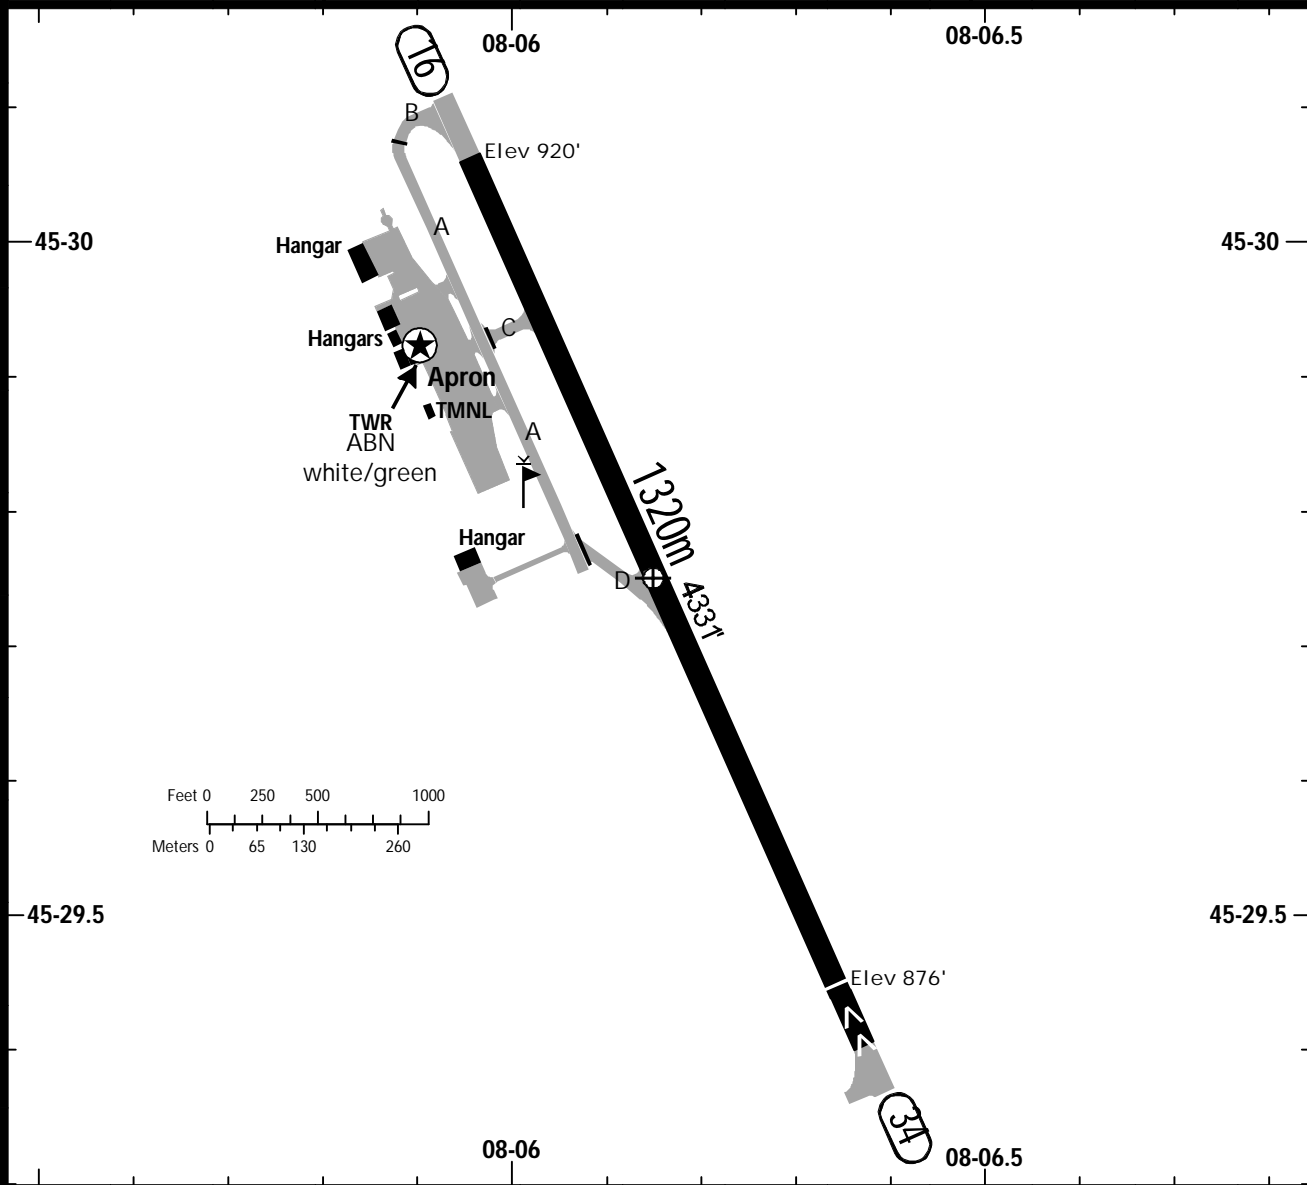 08-06
08-06.5
16
B
Elev 920'
A
45-30
45-30
Hangar
C
Hangars
Apron
TMNL
TWR
ABN
white/green
A
1320m
4331'
Hangar
D
Feet 0 250 500 1000
Meters 0 65 130 260
45-29.5
45-29.5
Elev 876'
34
08-06
08-06.5